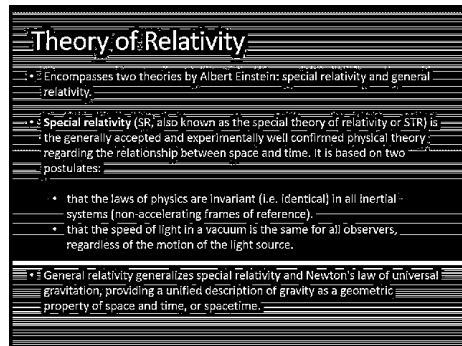 Theory of Relativity
• Encompasses two theories by Albert Einstein: special relativity and general
relativity.
• Special relativity (SR, also known as the special theory of relativity or STR) is
the generally accepted and experimentally well confirmed physical theory
regarding the relationship between space and time. It is based on two
postulates:
• that the laws of physics are invariant (i.e. identical) in all inertial
systems (non-accelerating frames of reference).
• that the speed of light in a vacuum is the same for all observers,
regardless of the motion of the light source.
• General relativity generalizes special relativity and Newton's law of universal
gravitation, providing a unified description of gravity as a geometric
property of space and time, or spacetime.